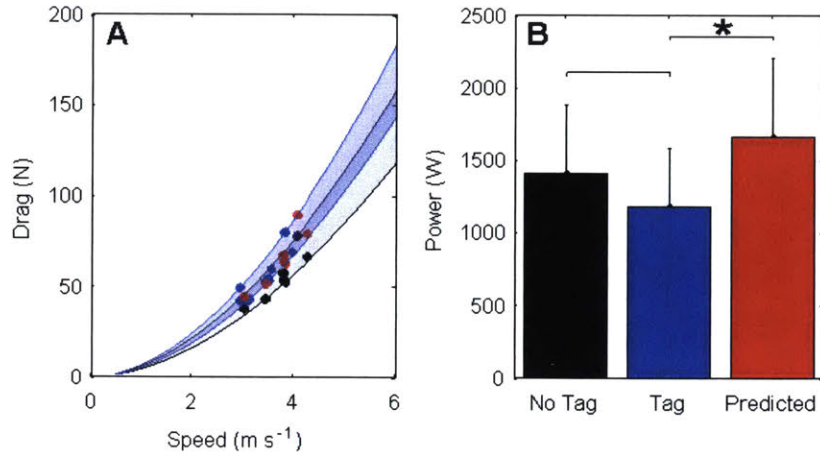 A
200
150
100
50
0
Drag (N)
0 2 4 6
Speed (m s⁻¹)
B
*
2500
2000
1500
1000
500
0
Power (W)
No Tag Tag Predicted